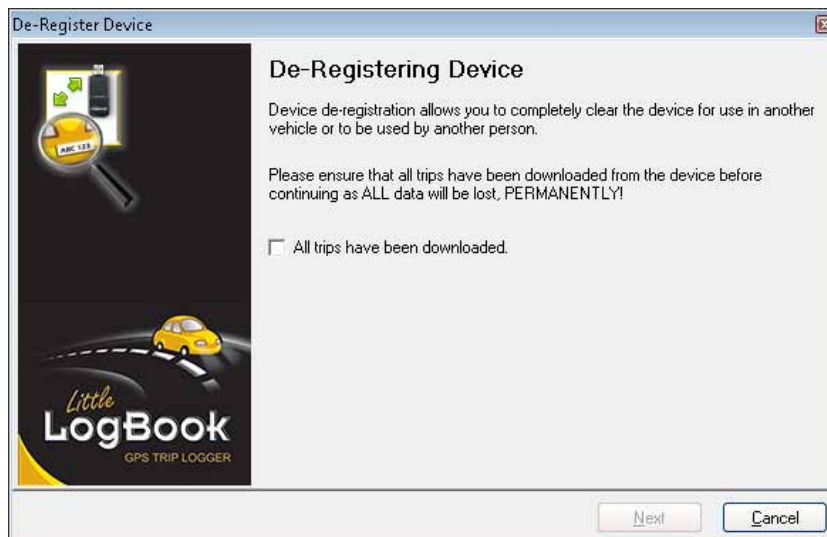 De-Register Device
De-Registering Device
Device de-registration allows you to completely clear the device for use in another
vehicle or to be used by another person.
Please ensure that all trips have been downloaded from the device before
continuing as ALL data will be lost, PERMANENTLY!
All trips have been downloaded.
ABC 123
Little
LogBook
GPS TRIP LOGGER
Next
Cancel